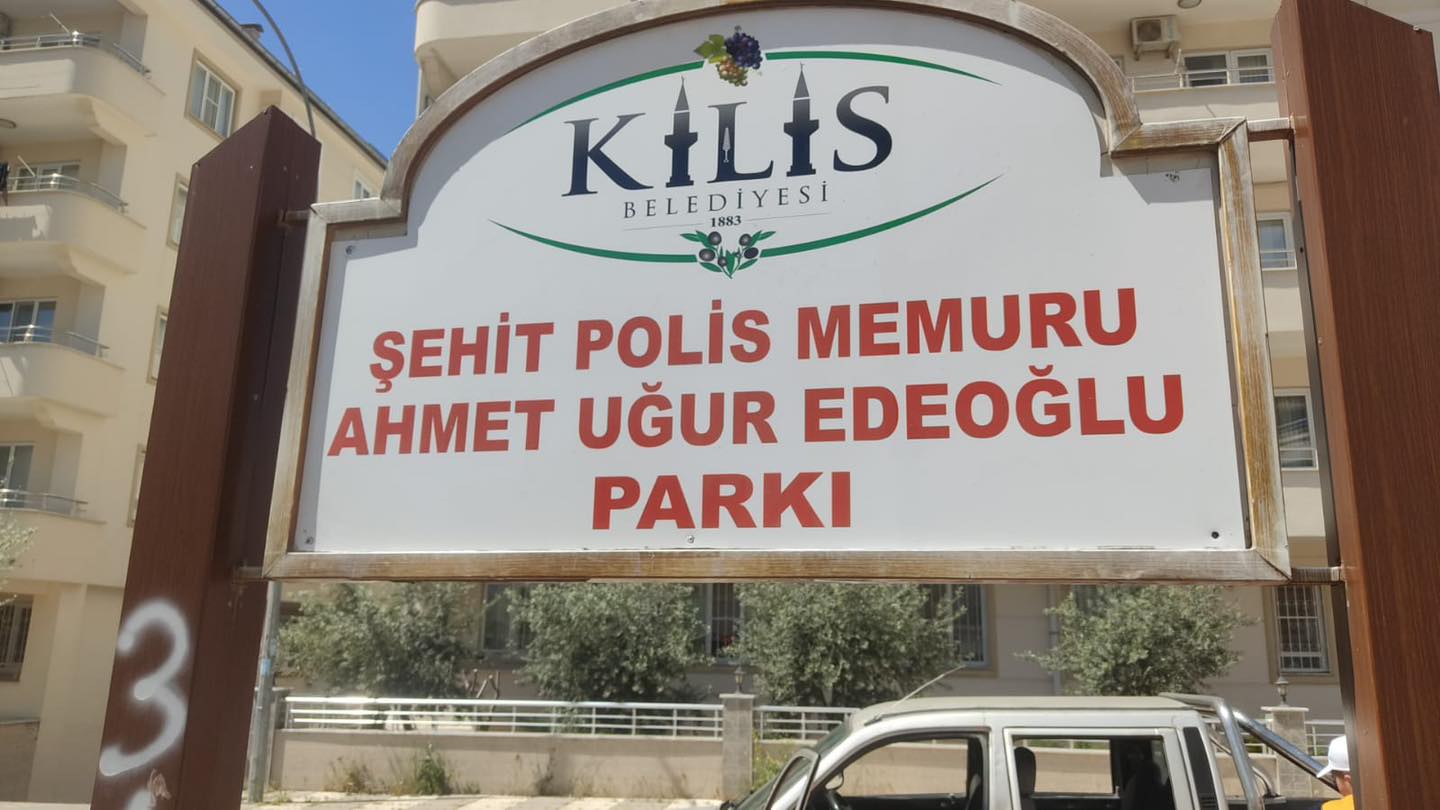 KİLİS
BELEDİYESİ
1883
ŞEHİT POLİS MEMURU
AHMET UĞUR EDEOĞLU
PARKI
3